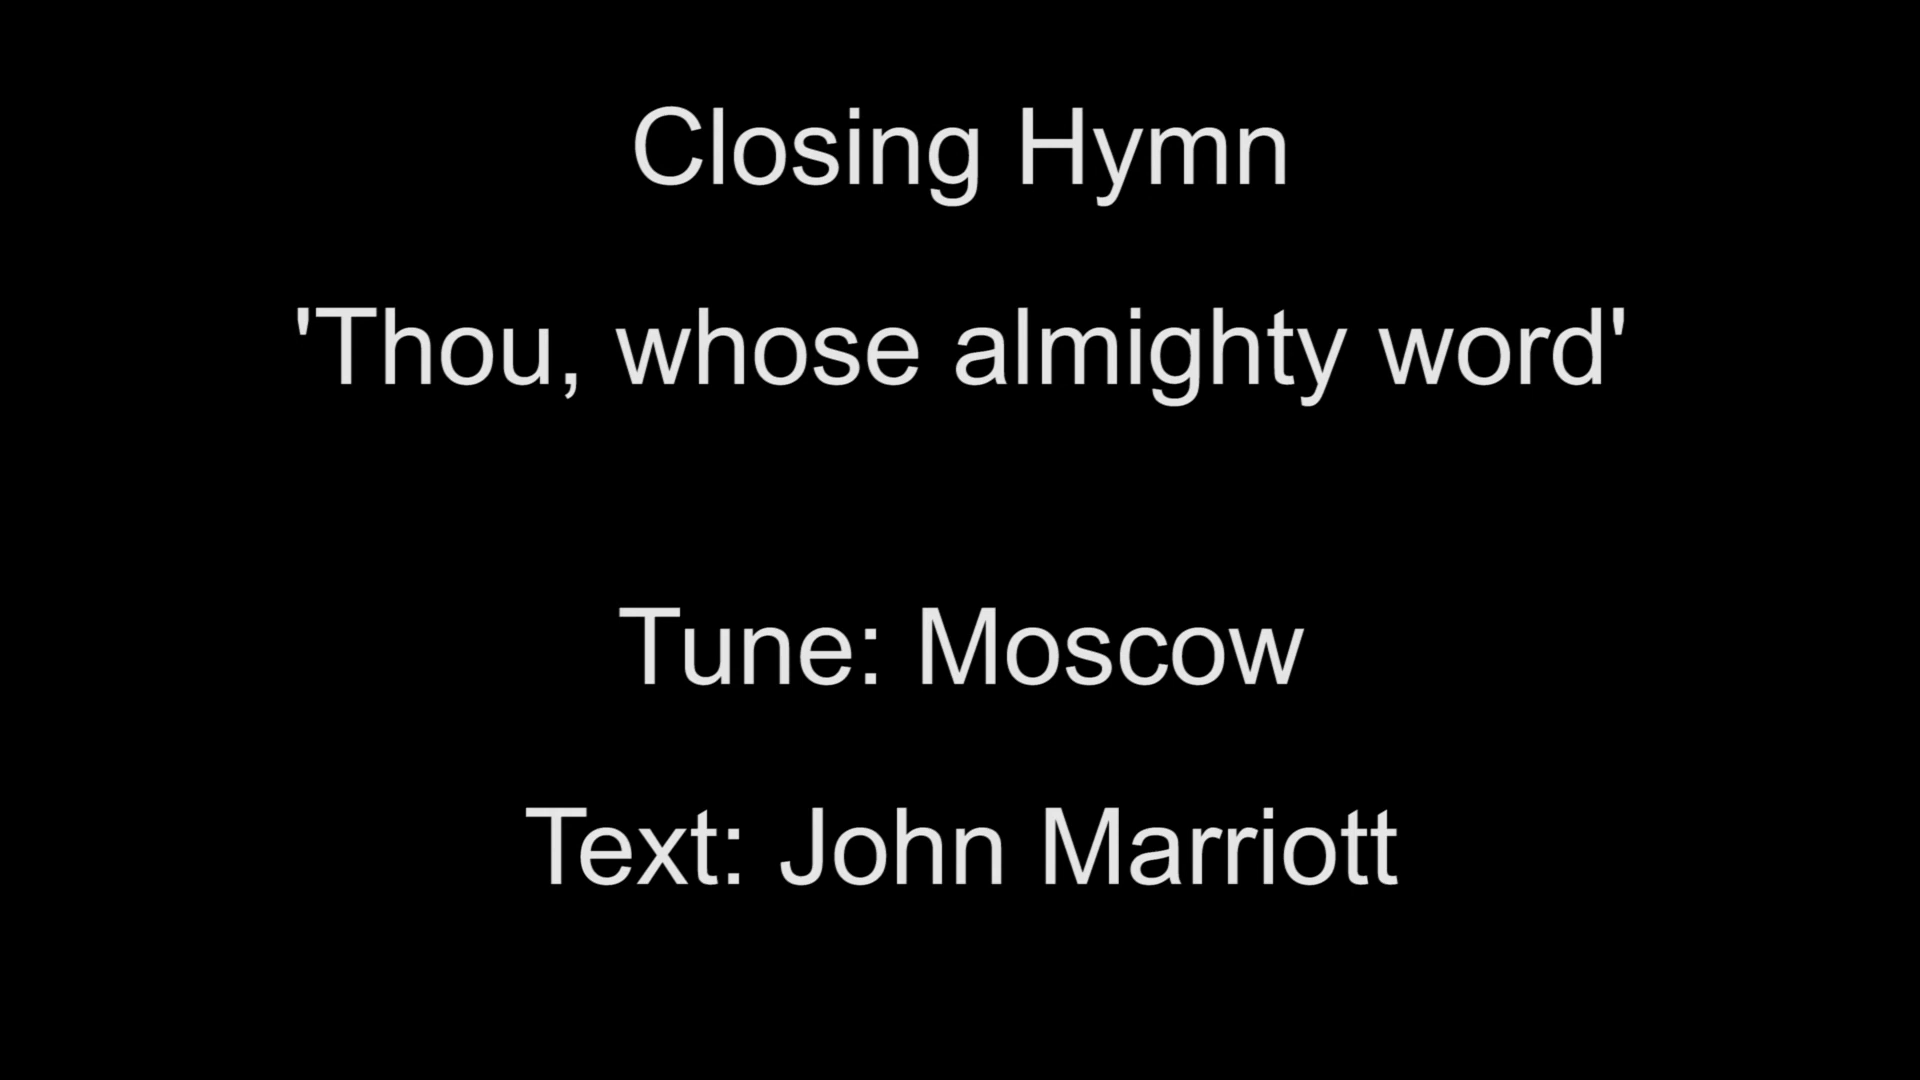 Closing Hymn
'Thou, whose almighty word'
Tune: Moscow
Text: John Marriott